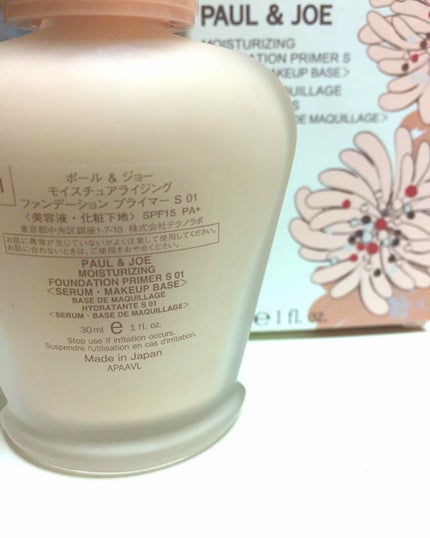 PAUL & JOE
MOISTURIZING
FOUNDATION PRIMER S
MAKEUP BASE>
MAQUILLAGE
S
BASE DE MAQUILLAGE>
e 1 fl. oz.
ポール & ジョー
モイスチュアライジング
ファンデーション プライマー S 01
〈美容液・化粧下地〉 SPF15 PA+
東京都中央区銀座1-7-10 株式会社テクノラボ
お肌に異常が生じていないかよく注意して使用してください。
お肌に合わないときは、ご使用をおやめください。
PAUL & JOE
MOISTURIZING
FOUNDATION PRIMER S 01
<SERUM・MAKEUP BASE>
BASE DE MAQUILLAGE
HYDRATANTE S 01
<SERUM・BASE DE MAQUILLAGE>
30ml e 1 fl. oz.
Stop use if irritation occurs.
Suspendre l'utilisation en cas d'irritation.
Made in Japan
APAAVL